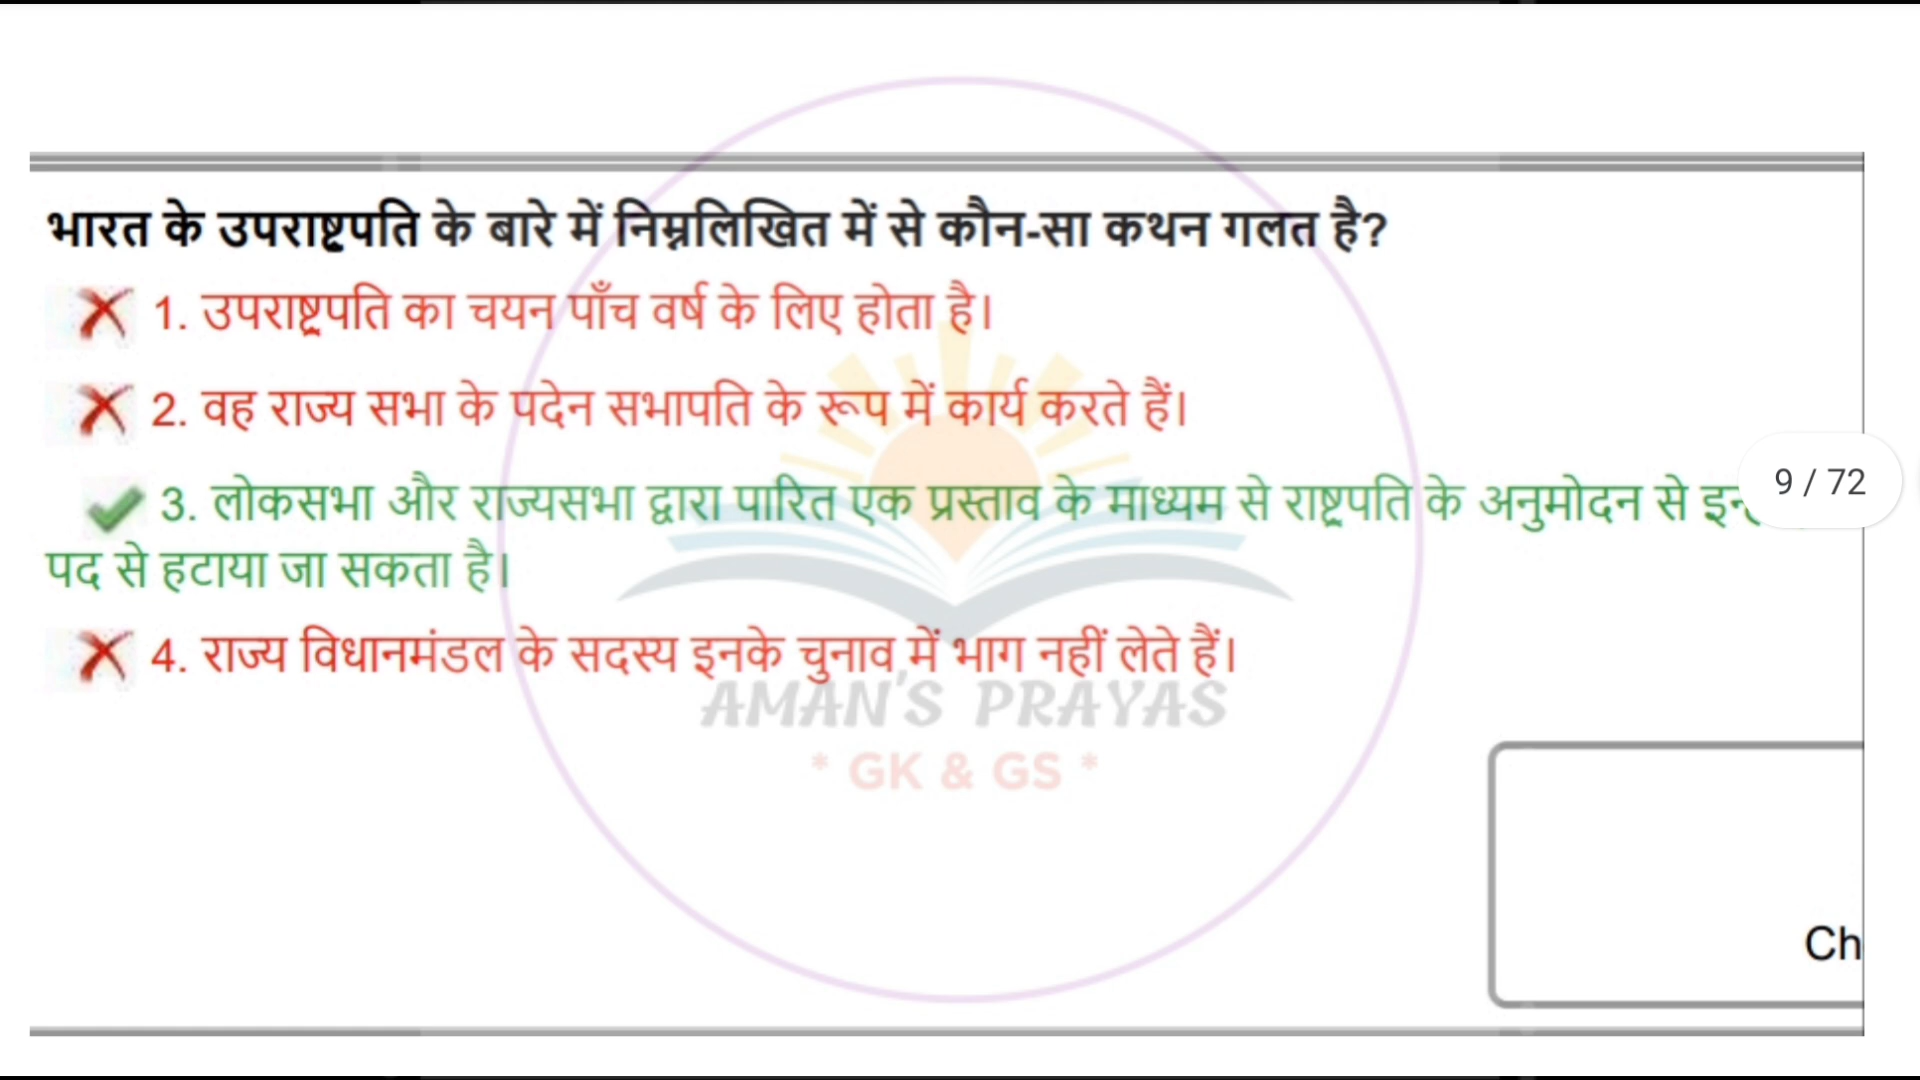 भारत के उपराष्ट्रपति के बारे में निम्नलिखित में से कौन-सा कथन गलत है?
1. उपराष्ट्रपति का चयन पाँच वर्ष के लिए होता है।
2. वह राज्य सभा के पदेन सभापति के रूप में कार्य करते हैं।
3. लोकसभा और राज्यसभा द्वारा पारित एक प्रस्ताव के माध्यम से राष्ट्रपति के अनुमोदन से
9 / 72
पद से हटाया जा सकता है।
4. राज्य विधानमंडल के सदस्य इनके चुनाव में भाग नहीं लेते हैं।
AMAN'S PRAYAS
* GK & GS *
Ch